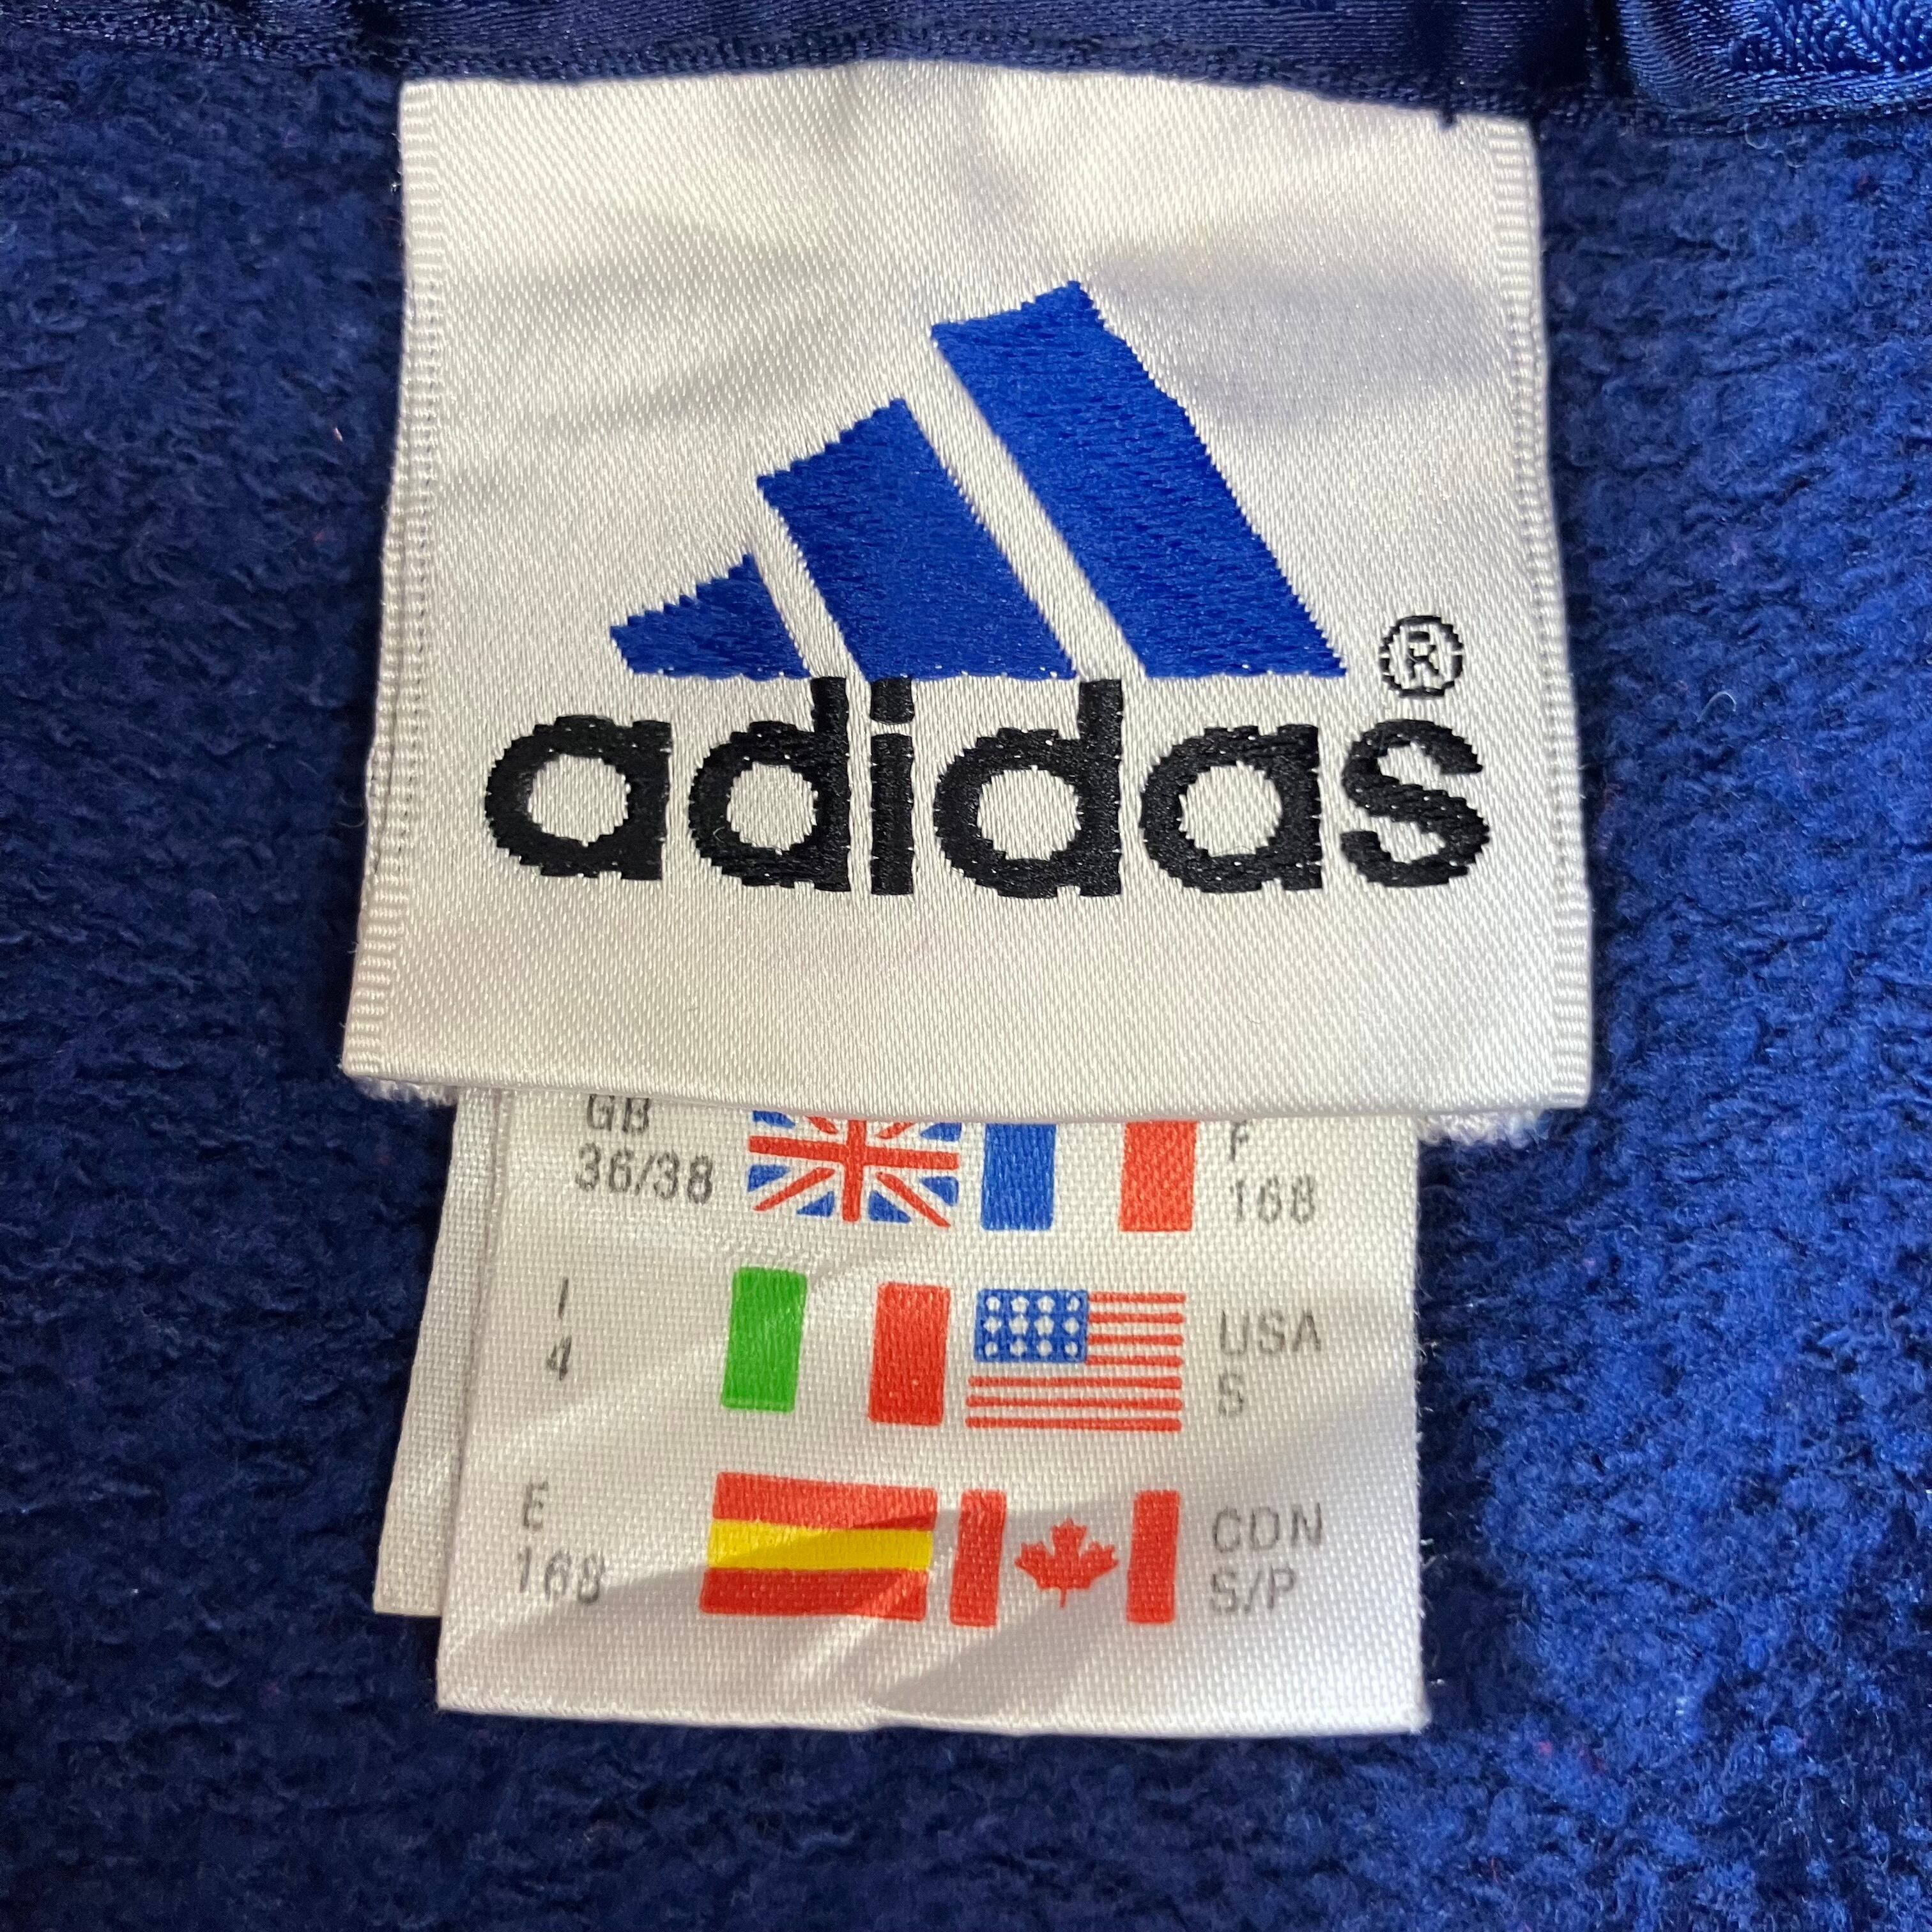 adidas®
GB F
36/38 168
I USA
4 S
E CDN
168 S/P